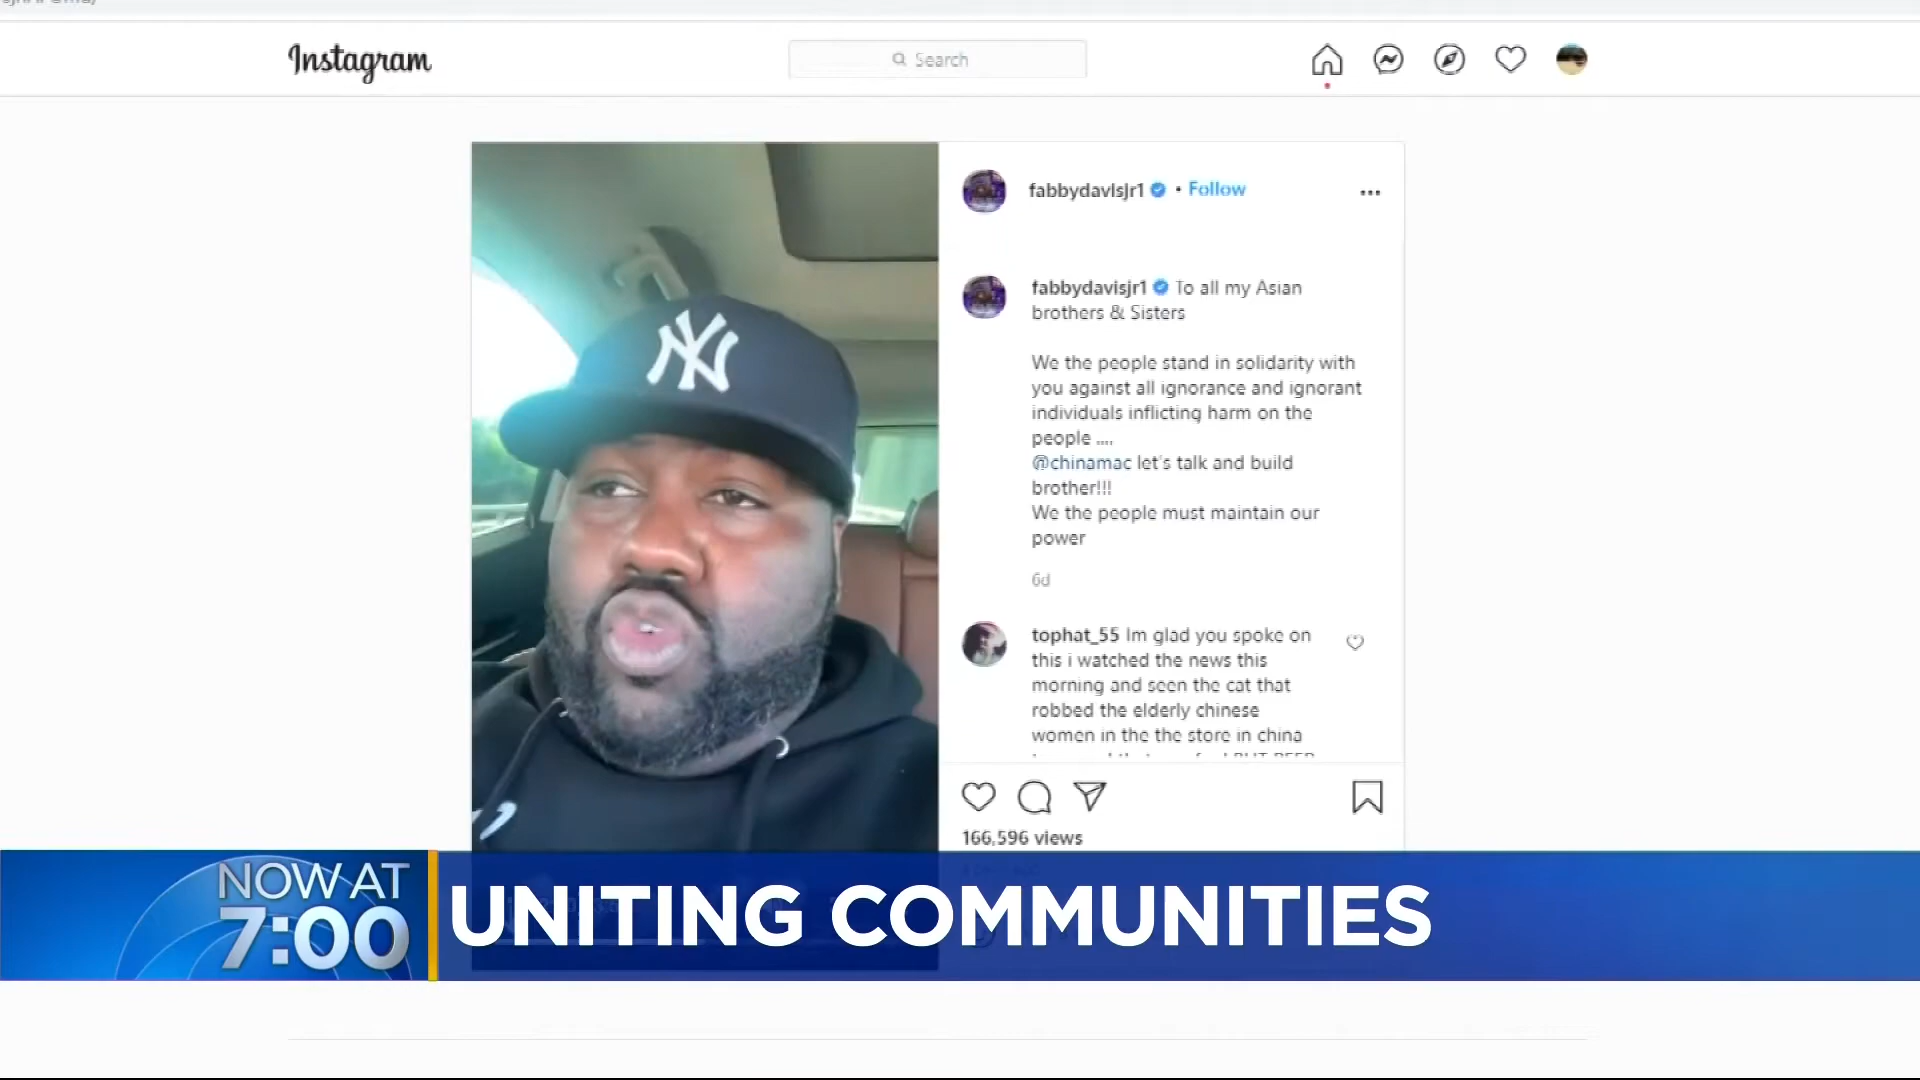 Instagram
Search
NY
fabbydavisjr1 • Follow
fabbydavisjr1 To all my Asian
brothers & Sisters
We the people stand in solidarity with
you against all ignorance and ignorant
individuals inflicting harm on the
people ....
@chinamac let's talk and build
brother!!!
We the people must maintain our
power
6d
tophat_55 Im glad you spoke on
this i watched the news this
morning and seen the cat that
robbed the elderly chinese
women in the the store in china
166,596 views
NOW AT
7:00
UNITING COMMUNITIES